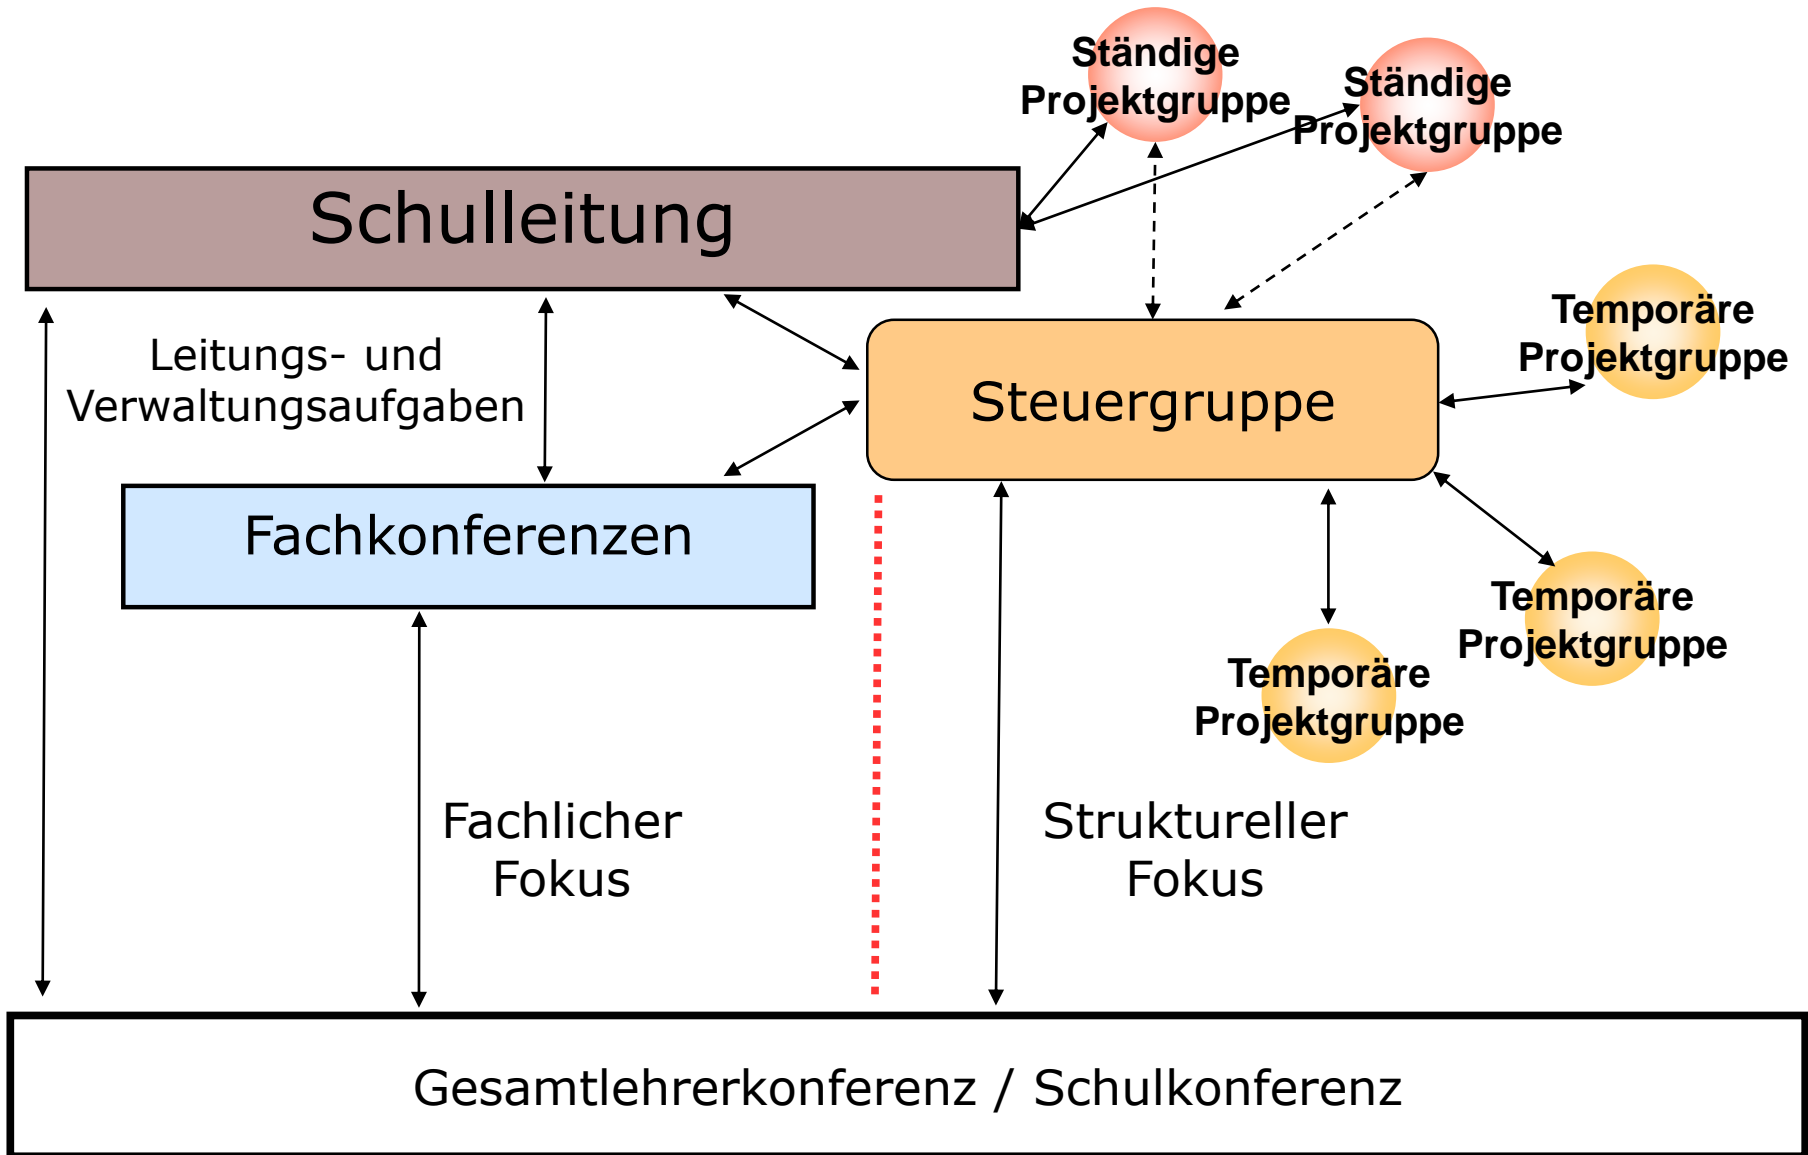 Ständige
Projektgruppe
Ständige
Projektgruppe
Schulleitung
Temporäre
Projektgruppe
Leitungs- und
Verwaltungsaufgaben
Steuergruppe
Fachkonferenzen
Temporäre
Projektgruppe
Temporäre
Projektgruppe
Fachlicher
Fokus
Struktureller
Fokus
Gesamtlehrerkonferenz / Schulkonferenz